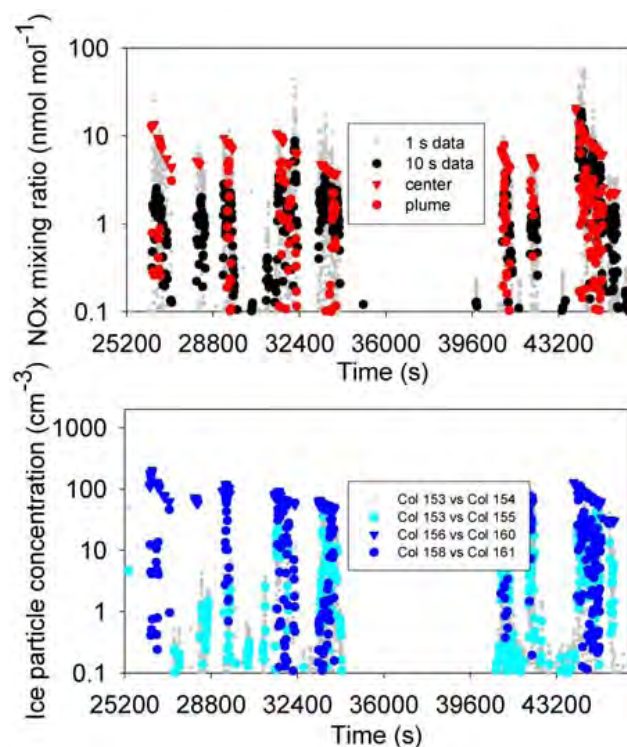 100
10
1
0.1
NOx mixing ratio (nmol mol⁻¹)
1 s data
10 s data
center
plume
25200 28800 32400 36000 39600 43200
Time (s)
1000
100
10
1
0.1
Ice particle concentration (cm⁻³)
Col 153 vs Col 154
Col 153 vs Col 155
Col 156 vs Col 160
Col 158 vs Col 161
25200 28800 32400 36000 39600 43200
Time (s)